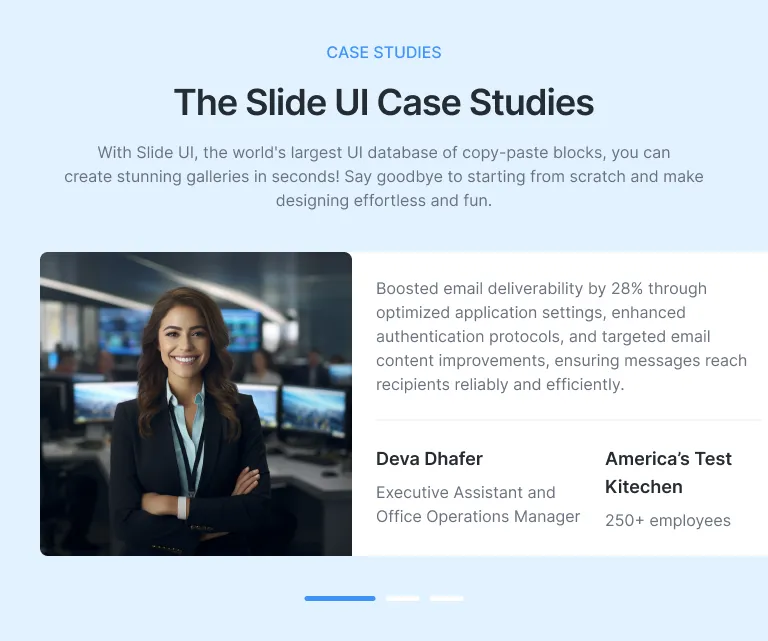 CASE STUDIES
The Slide UI Case Studies
With Slide UI, the world's largest UI database of copy-paste blocks, you can
create stunning galleries in seconds! Say goodbye to starting from scratch and make
designing effortless and fun.
Boosted email deliverability by 28% through
optimized application settings, enhanced
authentication protocols, and targeted email
content improvements, ensuring messages reach
recipients reliably and efficiently.
Deva Dhafer
Executive Assistant and
Office Operations Manager
America’s Test
Kitechen
250+ employees